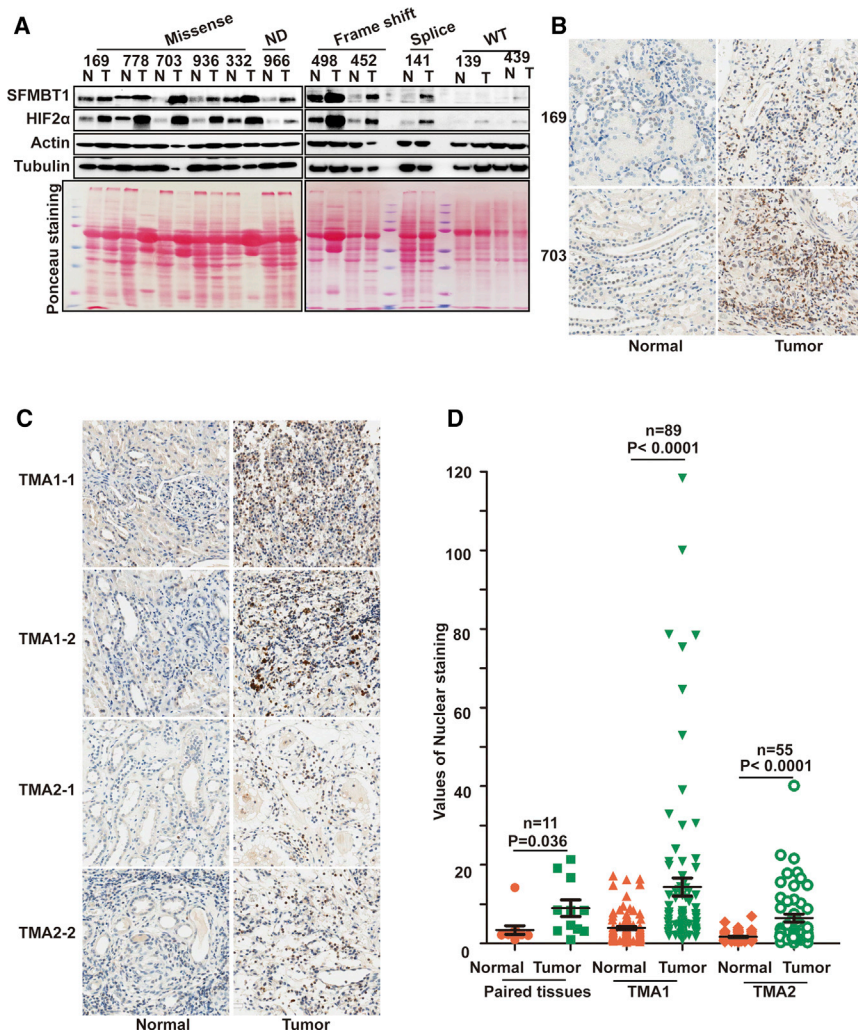 A
Missense
ND
Frame shift
Splice
WT
169 778 703 936 332 966 498 452 141 139 439
N T N T N T N T N T N T N T N T N T N T N T
SFMBT1
HIF2α
Actin
Tubulin
Ponceau staining
B
169
703
Normal Tumor
C
TMA1-1
TMA1-2
TMA2-1
TMA2-2
Normal Tumor
D
n=89
P< 0.0001
n=55
P< 0.0001
n=11
P=0.036
Values of Nuclear staining
120
100
80
60
40
20
0
Normal Tumor Normal Tumor Normal Tumor
Paired tissues TMA1 TMA2